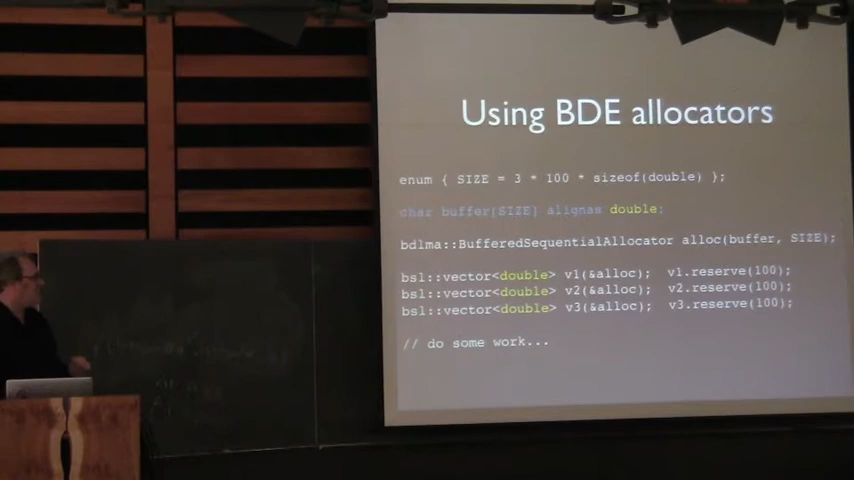 Using BDE allocators
enum { SIZE = 3 * 100 * sizeof(double) };
char buffer[SIZE] alignas double;
bdlma::BufferedSequentialAllocator alloc(buffer, SIZE);
bsl::vector<double> v1(&alloc); v1.reserve(100);
bsl::vector<double> v2(&alloc); v2.reserve(100);
bsl::vector<double> v3(&alloc); v3.reserve(100);
// do some work...